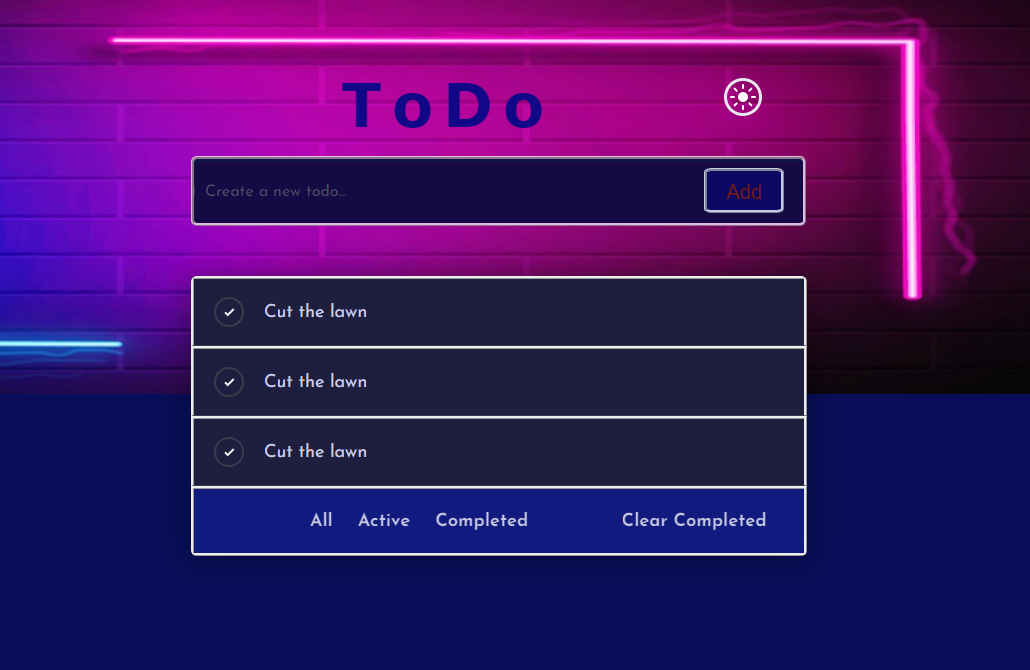 ToDo
Create a new todo...
Add
Cut the lawn
Cut the lawn
Cut the lawn
All Active Completed Clear Completed